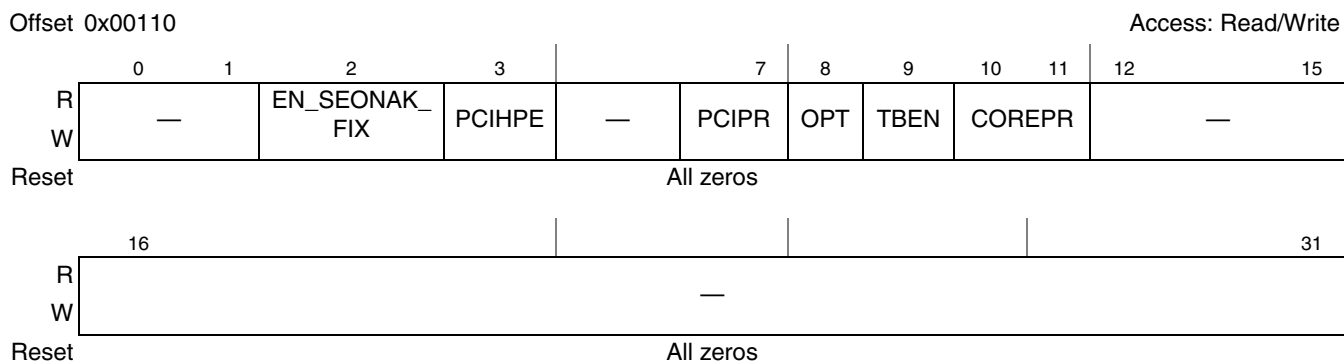 Offset 0x00110 Access: Read/Write
0 1 2 3 7 8 9 10 11 12 15
R W — EN_SEONAK_ FIX PCIHPE — PCIPR OPT TBEN COREPR —
Reset All zeros
16 31
R W —
Reset All zeros